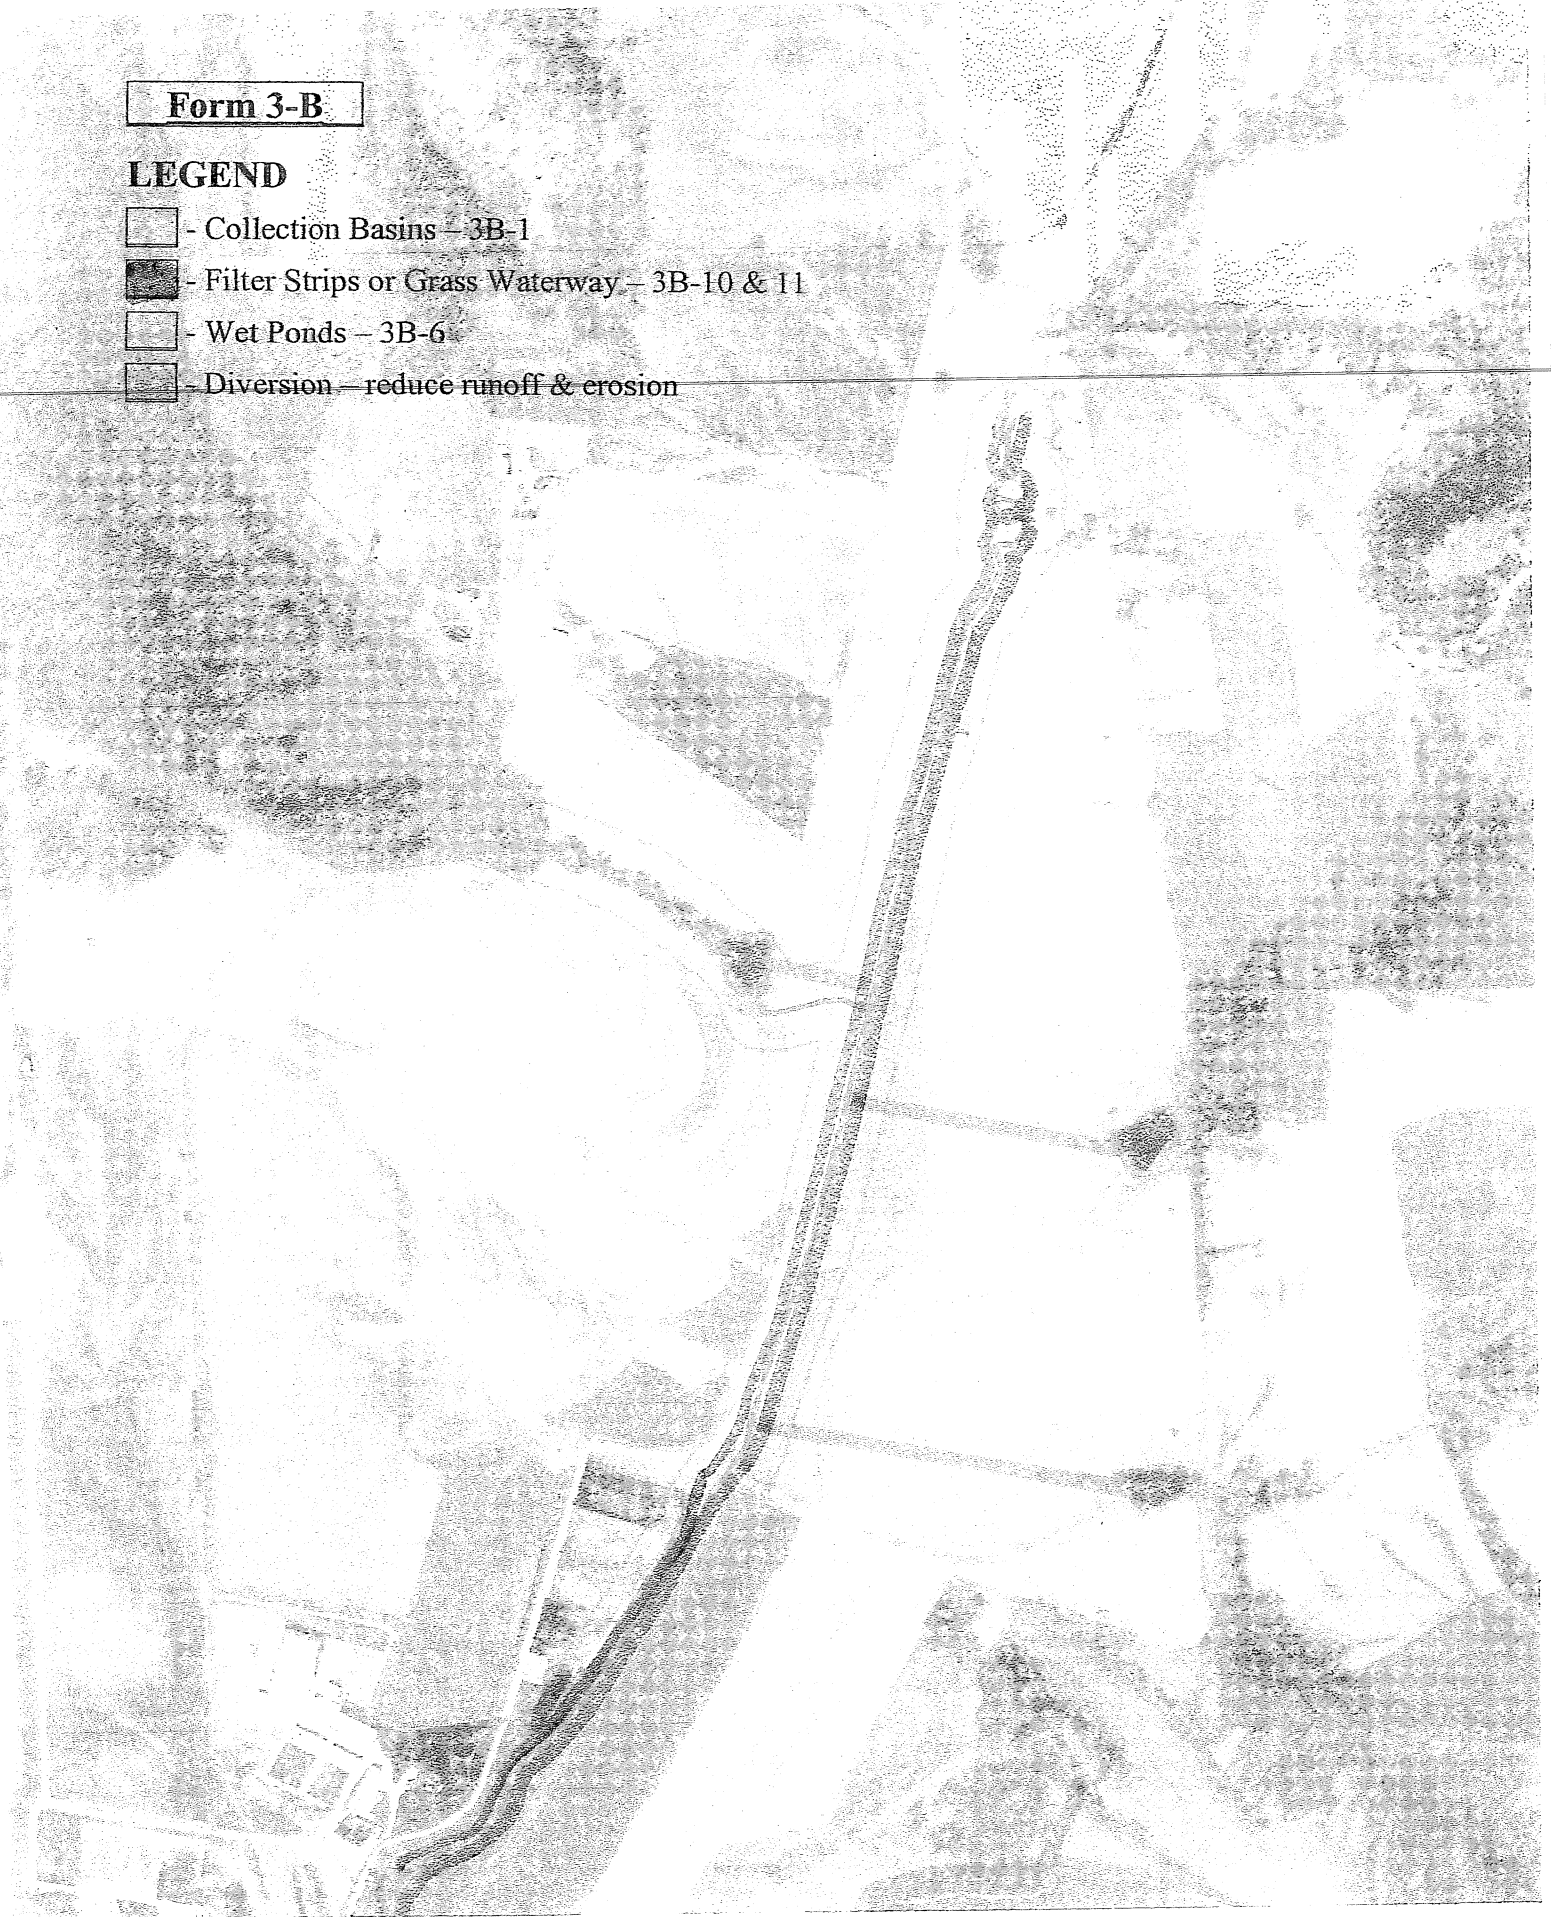 Form 3-B
LEGEND
- Collection Basins – 3B-1
- Filter Strips or Grass Waterway – 3B-10 & 11
- Wet Ponds – 3B-6
- Diversion – reduce runoff & erosion